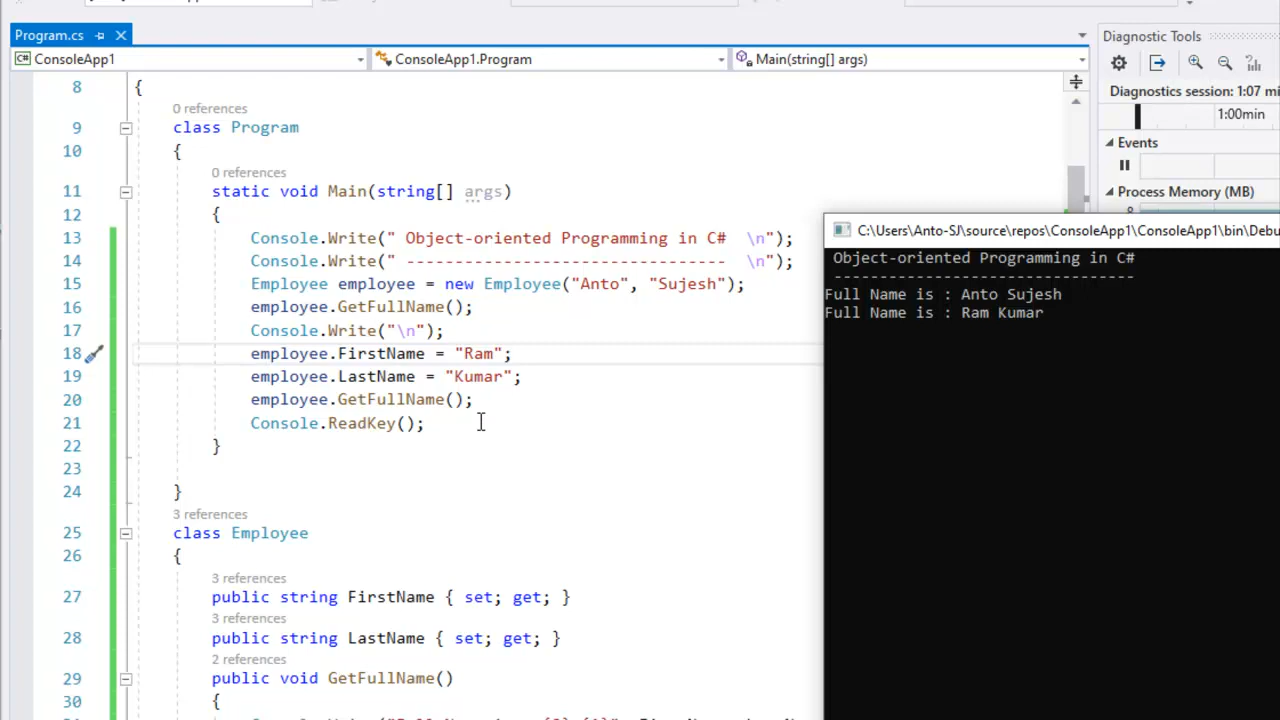 Program.cs
ConsoleApp1
ConsoleApp1.Program
Main(string[] args)
Diagnostic Tools
Diagnostics session: 1:07 mi
1:00min
Events
Process Memory (MB)
8 {
0 references
9 class Program
10 {
0 references
11 static void Main(string[] args)
12 {
13 Console.Write(" Object-oriented Programming in C#  \n");
14 Console.Write(" ---------------------------------  \n");
15 Employee employee = new Employee("Anto", "Sujesh");
16 employee.GetFullName();
17 Console.Write("\n");
18 employee.FirstName = "Ram";
19 employee.LastName = "Kumar";
20 employee.GetFullName();
21 Console.ReadKey();
22 }
23
24 }
3 references
25 class Employee
26 {
3 references
27 public string FirstName { set; get; }
3 references
28 public string LastName { set; get; }
2 references
29 public void GetFullName()
30 {
C:\Users\Anto-SJ\source\repos\ConsoleApp1\ConsoleApp1\bin\Debu
Object-oriented Programming in C#
---------------------------------
Full Name is : Anto Sujesh
Full Name is : Ram Kumar